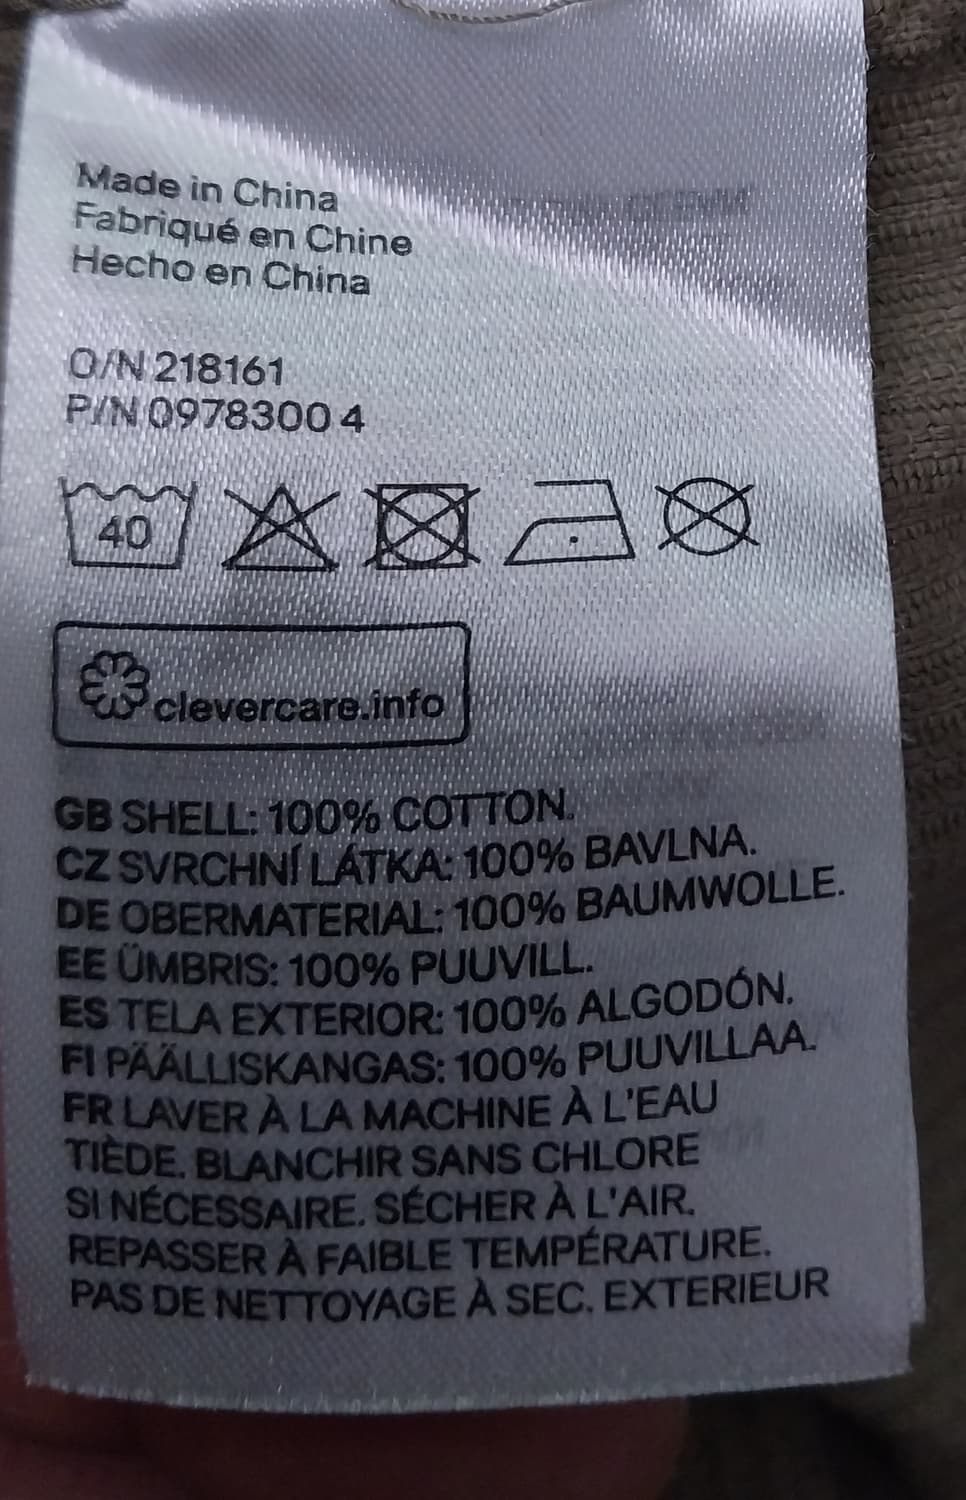 Made in China
Fabriqué en Chine
Hecho en China
O/N 218161
P/N 0978300 4
40
clevercare.info
GB SHELL: 100% COTTON.
CZ SVRCHNÍ LÁTKA: 100% BAVLNA.
DE OBERMATERIAL: 100% BAUMWOLLE.
EE ÜMBRIS: 100% PUUVILL.
ES TELA EXTERIOR: 100% ALGODÓN.
FI PÄÄLLISKANGAS: 100% PUUVILLAA.
FR LAVER À LA MACHINE À L'EAU
TIÈDE. BLANCHIR SANS CHLORE
SI NÉCESSAIRE. SÉCHER À L'AIR.
REPASSER À FAIBLE TEMPÉRATURE.
PAS DE NETTOYAGE À SEC. EXTERIEUR